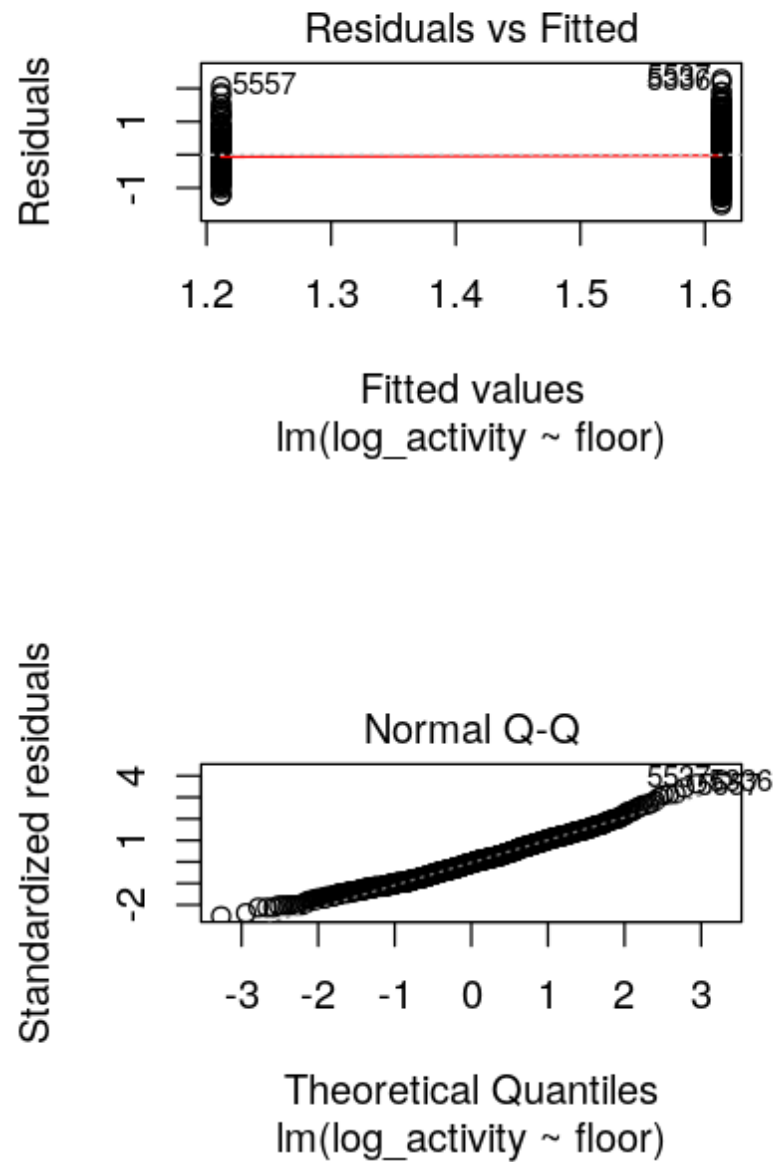 Residuals vs Fitted
Residuals
1
-1
5557
1.2 1.3 1.4 1.5 1.6
Fitted values
lm(log_activity ~ floor)
Normal Q-Q
Standardized residuals
4
1
-2
-3 -2 -1 0 1 2 3
Theoretical Quantiles
lm(log_activity ~ floor)